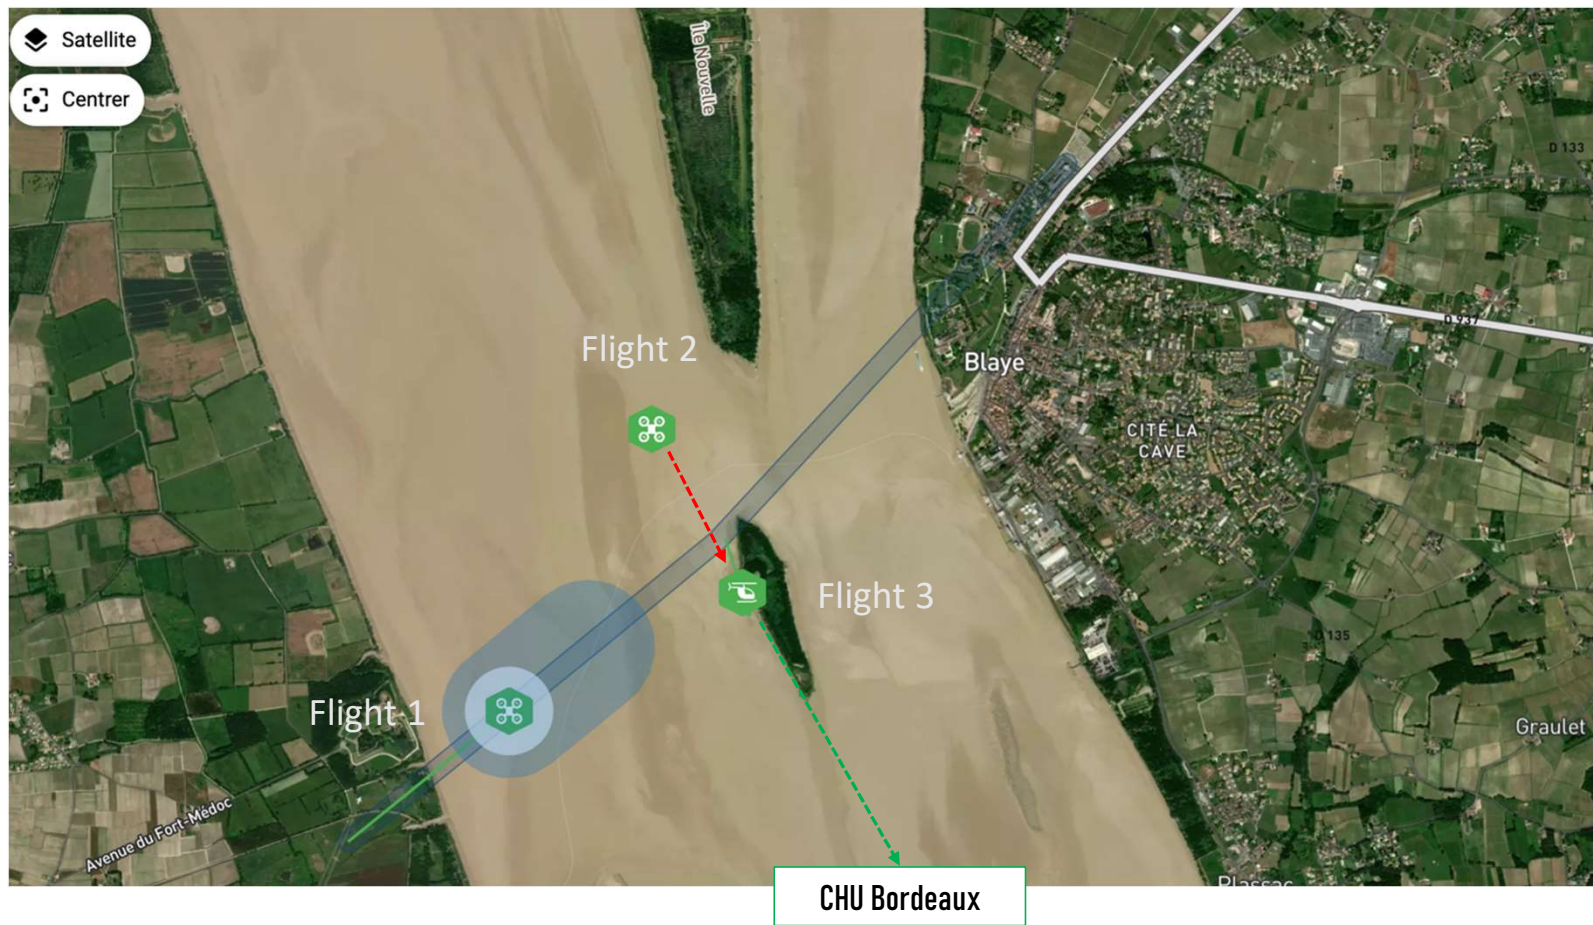 Satellite
Centrer
Île Nouvelle
D 133
D 937
Flight 2
Blaye
CITÉ LA
CAVE
Flight 3
D 135
Flight 1
Graulet
Avenue du Fort-Médoc
Plassac
CHU Bordeaux